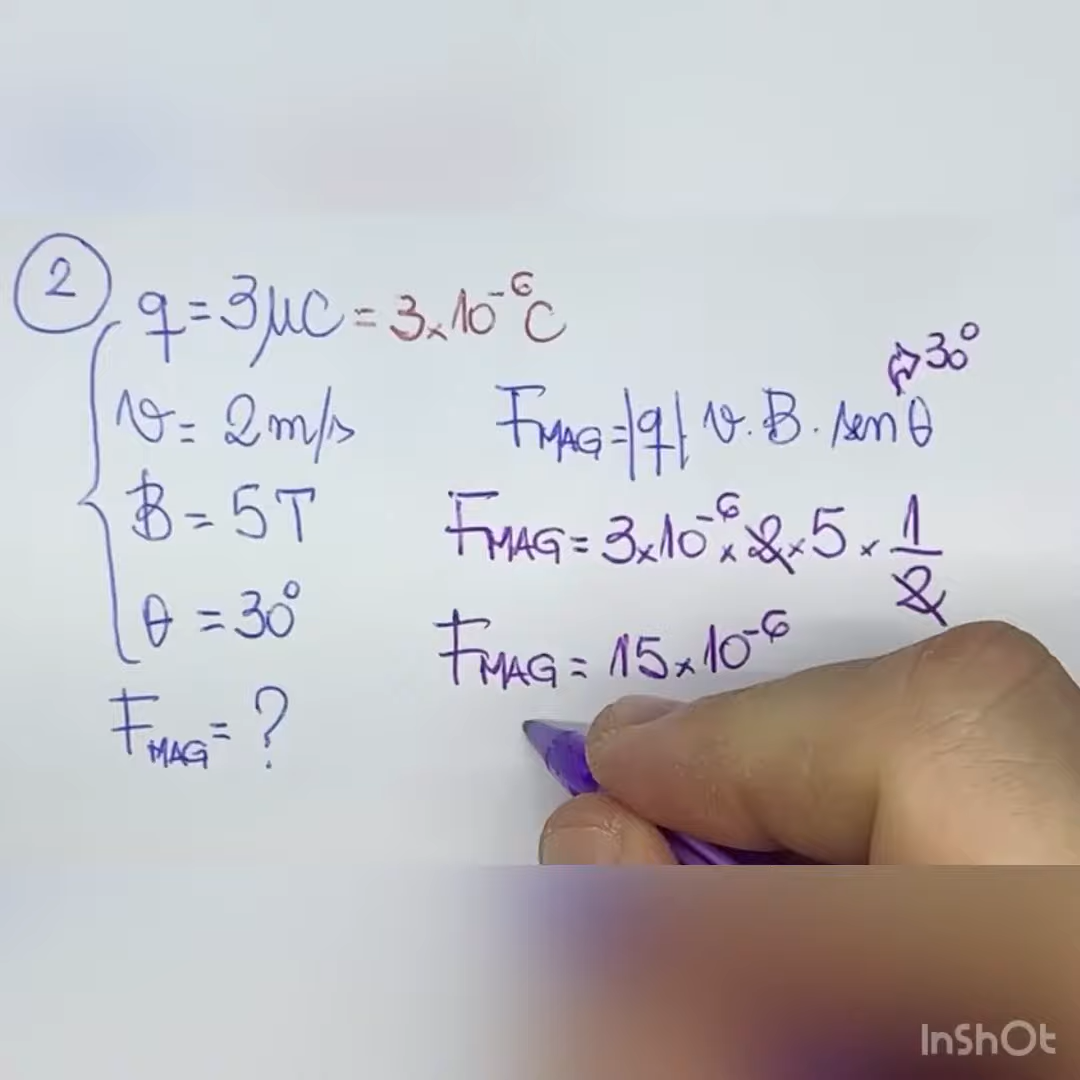 2
q = 3μC = 3×10⁻⁶C
v = 2m/s
B = 5T
θ = 30°
F_MAG = ?
⇨30°
F_MAG = |q| v. B. sen θ
F_MAG = 3×10⁻⁶ × 2 × 5 × 1/2
F_MAG = 15×10⁻⁶
InShOt